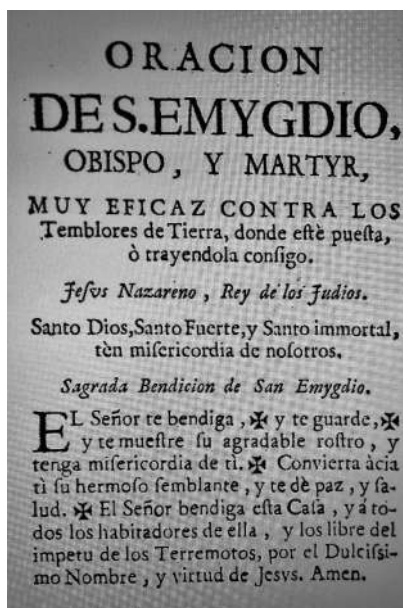 ORACION
DE S. EMYGDIO,
OBISPO, Y MARTYR,
MUY EFICAZ CONTRA LOS
Temblores de Tierra, donde eſtè pueſta,
ò trayendola conſigo.
Jeſvs Nazareno, Rey de los Judios.
Santo Dios, Santo Fuerte, y Santo immortal,
tèn miſericordia de noſotros.
Sagrada Bendicion de San Emygdio.
EL Señor te bendiga, ✠ y te guarde, ✠
y te mueſtre ſu agradable roſtro, y
tenga miſericordia de tì. ✠ Convierta àcia
tì ſu hermoſo ſemblante, y te dè paz, y ſa-
lud. ✠ El Señor bendiga eſta Caſa, y á to-
dos los habitadores de ella, y los libre del
impetu de los Terremotos, por el Dulciſsi-
mo Nombre, y virtud de Jesvs. Amen.